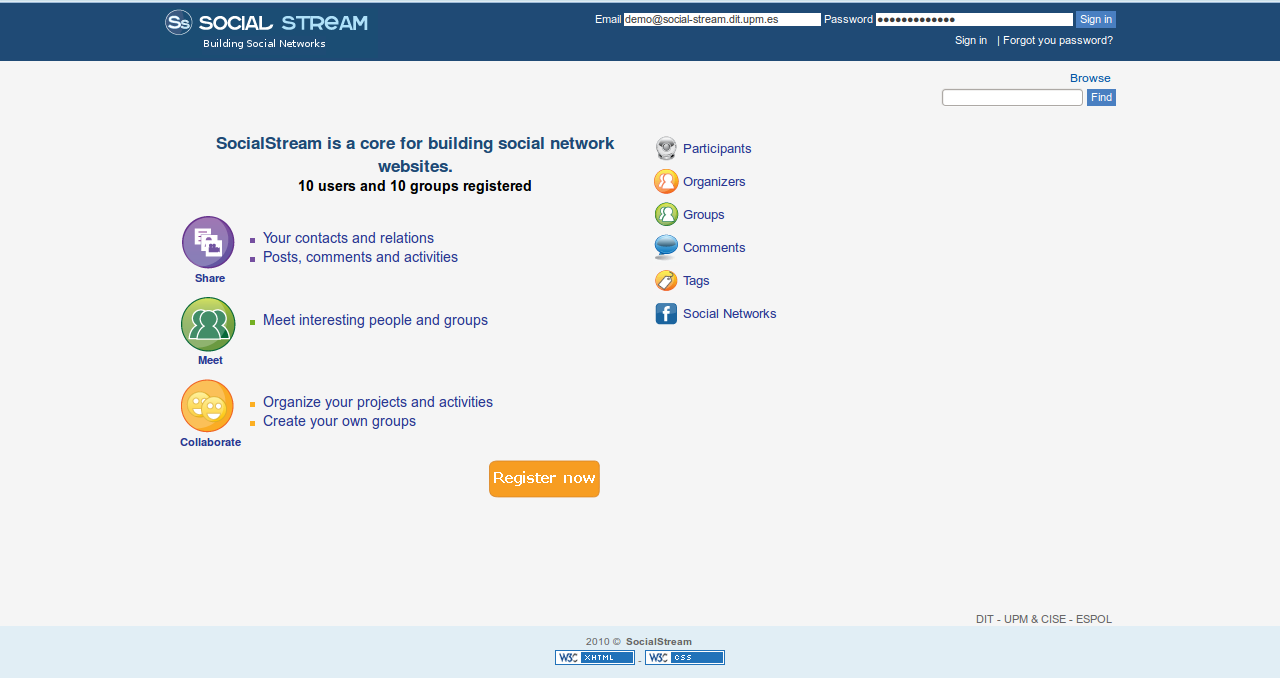 Ss SOCIAL STREAM
Building Social Networks
Email demo@social-stream.dit.upm.es Password ●●●●●●●●●●●●● Sign in
Sign in | Forgot you password?
Browse
Find
SocialStream is a core for building social network
websites.
10 users and 10 groups registered
Share
Your contacts and relations
Posts, comments and activities
Meet
Meet interesting people and groups
Collaborate
Organize your projects and activities
Create your own groups
Register now
Participants
Organizers
Groups
Comments
Tags
f Social Networks
DIT - UPM & CISE - ESPOL
2010 © SocialStream
W3C XHTML - W3C CSS